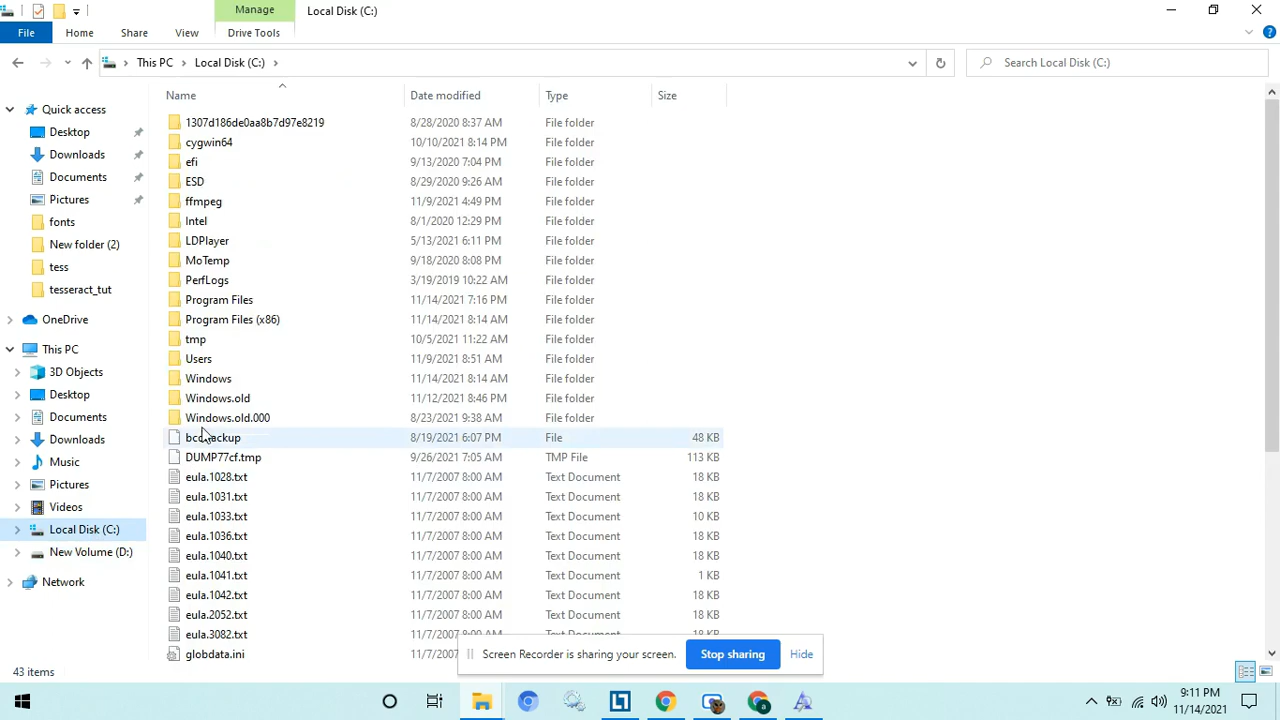 Manage
Local Disk (C:)
File
Home
Share
View
Drive Tools
This PC
Local Disk (C:)
Search Local Disk (C:)
Name
Date modified
Type
Size
Quick access
Desktop
Downloads
Documents
Pictures
fonts
New folder (2)
tess
tesseract_tut
OneDrive
This PC
3D Objects
Desktop
Documents
Downloads
Music
Pictures
Videos
Local Disk (C:)
New Volume (D:)
Network
1307d186de0aa8b7d97e8219 8/28/2020 8:37 AM File folder
cygwin64 10/10/2021 8:14 PM File folder
efi 9/13/2020 7:04 PM File folder
ESD 8/29/2020 9:26 AM File folder
ffmpeg 11/9/2021 4:49 PM File folder
Intel 8/1/2020 12:29 PM File folder
LDPlayer 5/13/2021 6:11 PM File folder
MoTemp 9/18/2020 8:08 PM File folder
PerfLogs 3/19/2019 10:22 AM File folder
Program Files 11/14/2021 7:16 PM File folder
Program Files (x86) 11/14/2021 8:14 AM File folder
tmp 10/5/2021 11:22 AM File folder
Users 11/9/2021 8:51 AM File folder
Windows 11/14/2021 8:14 AM File folder
Windows.old 11/12/2021 8:46 PM File folder
Windows.old.000 8/23/2021 9:38 AM File folder
8/19/2021 6:07 PM File 48 KB
DUMP77cf.tmp 9/26/2021 7:05 AM TMP File 113 KB
eula.1028.txt 11/7/2007 8:00 AM Text Document 18 KB
eula.1031.txt 11/7/2007 8:00 AM Text Document 18 KB
eula.1033.txt 11/7/2007 8:00 AM Text Document 10 KB
eula.1036.txt 11/7/2007 8:00 AM Text Document 18 KB
eula.1040.txt 11/7/2007 8:00 AM Text Document 18 KB
eula.1041.txt 11/7/2007 8:00 AM Text Document 1 KB
eula.1042.txt 11/7/2007 8:00 AM Text Document 18 KB
eula.2052.txt 11/7/2007 8:00 AM Text Document 18 KB
eula.3082.txt 11/7/2007 8:00 AM Text Document 18 KB
globdata.ini
Screen Recorder is sharing your screen.
Stop sharing
Hide
43 items
9:11 PM
11/14/2021